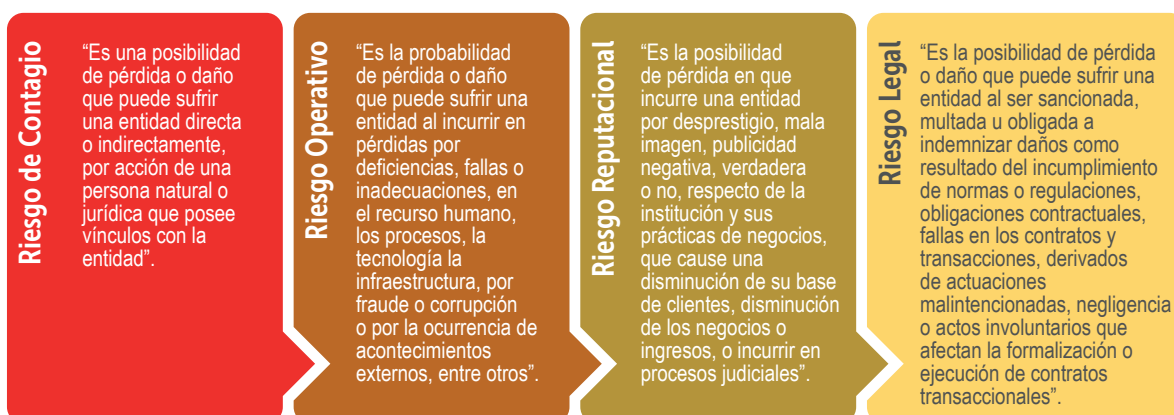 Riesgo de Contagio
“Es una posibilidad
de pérdida o daño
que puede sufrir
una entidad directa
o indirectamente,
por acción de una
persona natural o
jurídica que posee
vínculos con la
entidad”.
Riesgo Operativo
“Es la probabilidad
de pérdida o daño
que puede sufrir una
entidad al incurrir en
pérdidas por
deficiencias, fallas o
inadecuaciones, en
el recurso humano,
los procesos, la
tecnología la
infraestructura, por
fraude o corrupción
o por la ocurrencia de
acontecimientos
externos, entre otros”.
Riesgo Reputacional
“Es la posibilidad
de pérdida en que
incurre una entidad
por desprestigio, mala
imagen, publicidad
negativa, verdadera
o no, respecto de la
institución y sus
prácticas de negocios,
que cause una
disminución de su base
de clientes, disminución
de los negocios o
ingresos, o incurrir en
procesos judiciales”.
Riesgo Legal
“Es la posibilidad de pérdida
o daño que puede sufrir una
entidad al ser sancionada,
multada u obligada a
indemnizar daños como
resultado del incumplimiento
de normas o regulaciones,
obligaciones contractuales,
fallas en los contratos y
transacciones, derivados
de actuaciones
malintencionadas, negligencia
o actos involuntarios que
afectan la formalización o
ejecución de contratos
transaccionales”.